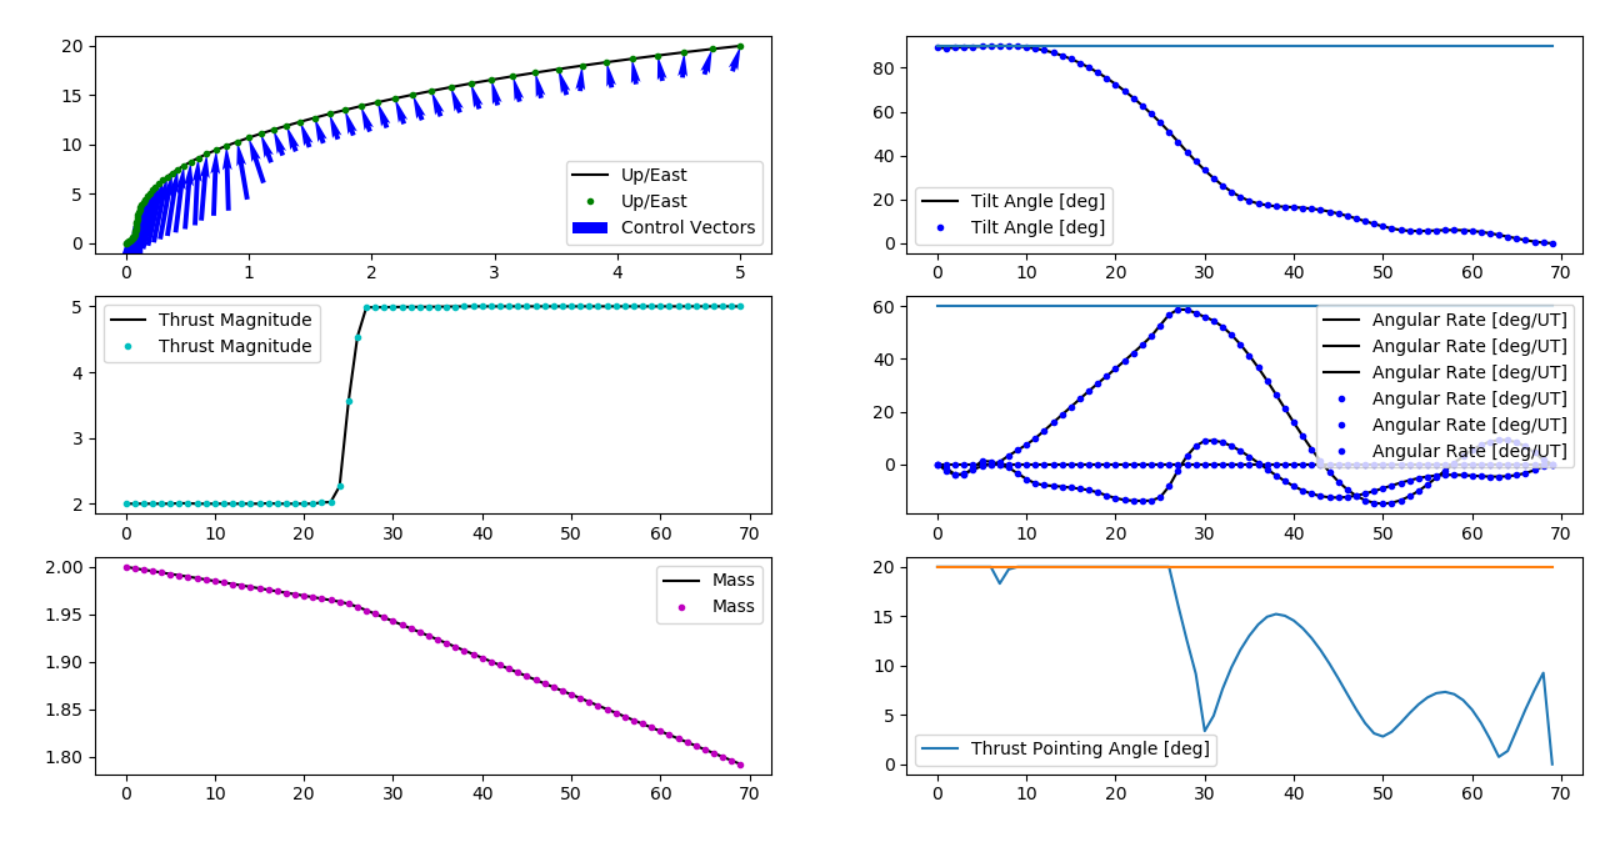 20
15
10
5
0
Up/East
Up/East
Control Vectors
0 1 2 3 4 5
80
60
40
20
0
Tilt Angle [deg]
Tilt Angle [deg]
0 10 20 30 40 50 60 70
5
4
3
2
Thrust Magnitude
Thrust Magnitude
0 10 20 30 40 50 60 70
60
40
20
0
Angular Rate [deg/UT]
Angular Rate [deg/UT]
Angular Rate [deg/UT]
Angular Rate [deg/UT]
Angular Rate [deg/UT]
Angular Rate [deg/UT]
0 10 20 30 40 50 60 70
2.00
1.95
1.90
1.85
1.80
Mass
Mass
0 10 20 30 40 50 60 70
20
15
10
5
0
Thrust Pointing Angle [deg]
0 10 20 30 40 50 60 70